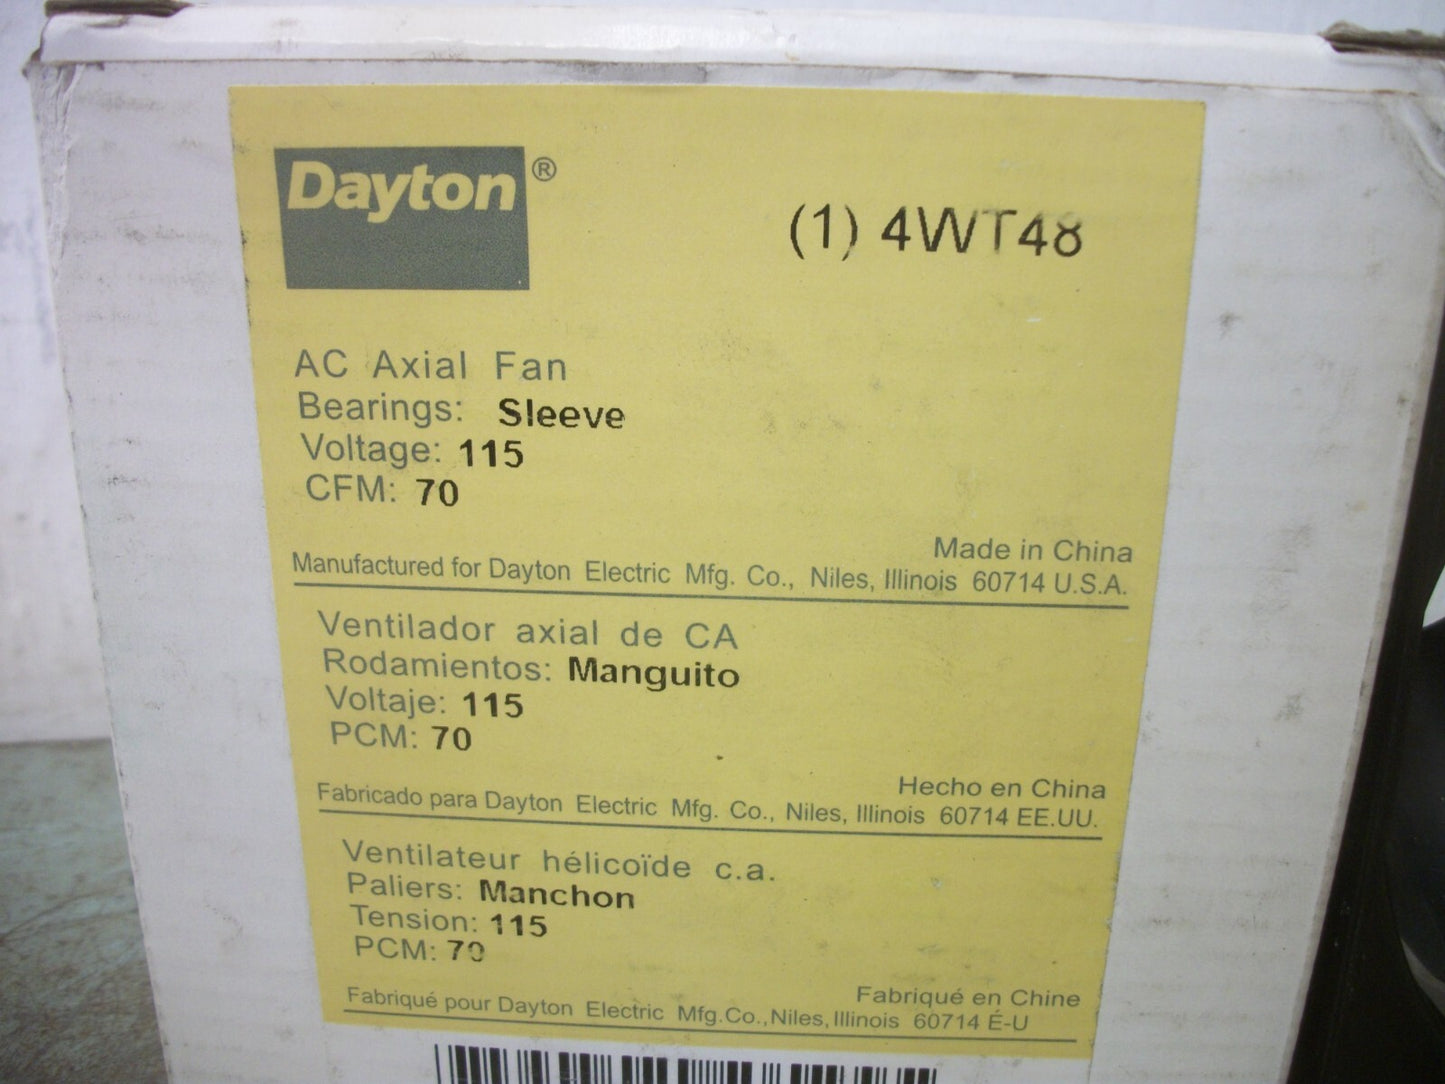 Dayton®
(1) 4WT48
AC Axial Fan
Bearings: Sleeve
Voltage: 115
CFM: 70
Made in China
Manufactured for Dayton Electric Mfg. Co., Niles, Illinois 60714 U.S.A.
Ventilador axial de CA
Rodamientos: Manguito
Voltaje: 115
PCM: 70
Hecho en China
Fabricado para Dayton Electric Mfg. Co., Niles, Illinois 60714 EE.UU.
Ventilateur hélicoïde c.a.
Paliers: Manchon
Tension: 115
PCM: 70
Fabriqué en Chine
Fabriqué pour Dayton Electric Mfg.Co.,Niles, Illinois 60714 É-U